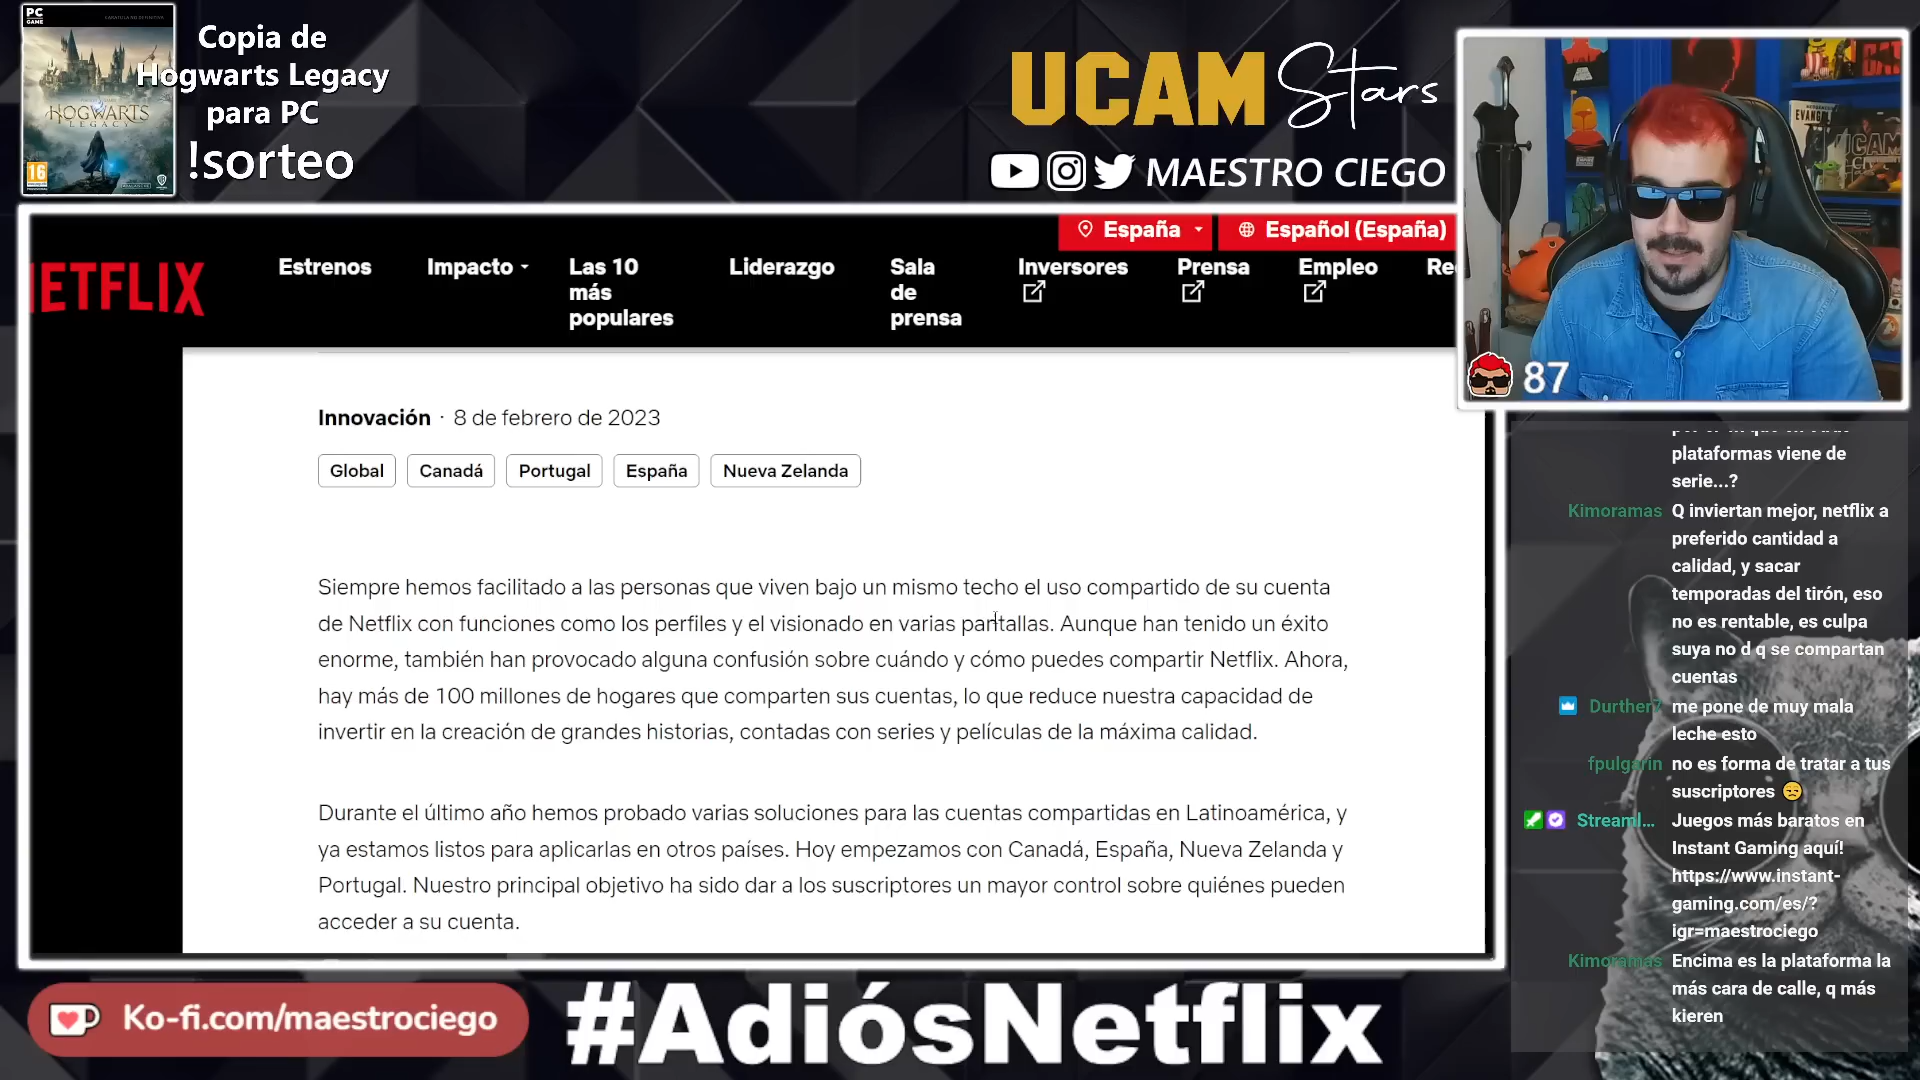 PC
GAME
CARÁTULA NO DEFINITIVA
HOGWARTS
LEGACY
16
Copia de
Hogwarts Legacy
para PC
!sorteo
UCAM Stars
MAESTRO CIEGO
España
Español (España)
NETFLIX
Estrenos
Impacto
Las 10
más
populares
Liderazgo
Sala
de
prensa
Inversores
Prensa
Empleo
Innovación · 8 de febrero de 2023
Global
Canadá
Portugal
España
Nueva Zelanda
Siempre hemos facilitado a las personas que viven bajo un mismo techo el uso compartido de su cuenta
de Netflix con funciones como los perfiles y el visionado en varias pantallas. Aunque han tenido un éxito
enorme, también han provocado alguna confusión sobre cuándo y cómo puedes compartir Netflix. Ahora,
hay más de 100 millones de hogares que comparten sus cuentas, lo que reduce nuestra capacidad de
invertir en la creación de grandes historias, contadas con series y películas de la máxima calidad.
Durante el último año hemos probado varias soluciones para las cuentas compartidas en Latinoamérica, y
ya estamos listos para aplicarlas en otros países. Hoy empezamos con Canadá, España, Nueva Zelanda y
Portugal. Nuestro principal objetivo ha sido dar a los suscriptores un mayor control sobre quiénes pueden
acceder a su cuenta.
87
plataformas viene de
serie...?
Kimoramas Q inviertan mejor, netflix a
preferido cantidad a
calidad, y sacar
temporadas del tirón, eso
no es rentable, es culpa
suya no d q se compartan
cuentas
Durther7 me pone de muy mala
leche esto
fpulgarin no es forma de tratar a tus
suscriptores 😒
Streaml... Juegos más baratos en
Instant Gaming aquí!
https://www.instant-
gaming.com/es/?
igr=maestrociego
Kimoramas Encima es la plataforma la
más cara de calle, q más
kieren
Ko-fi.com/maestrociego
#AdiósNetflix